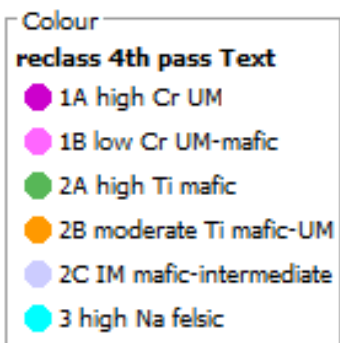 Colour
reclass 4th pass Text
1A high Cr UM
1B low Cr UM-mafic
2A high Ti mafic
2B moderate Ti mafic-UM
2C IM mafic-intermediate
3 high Na felsic